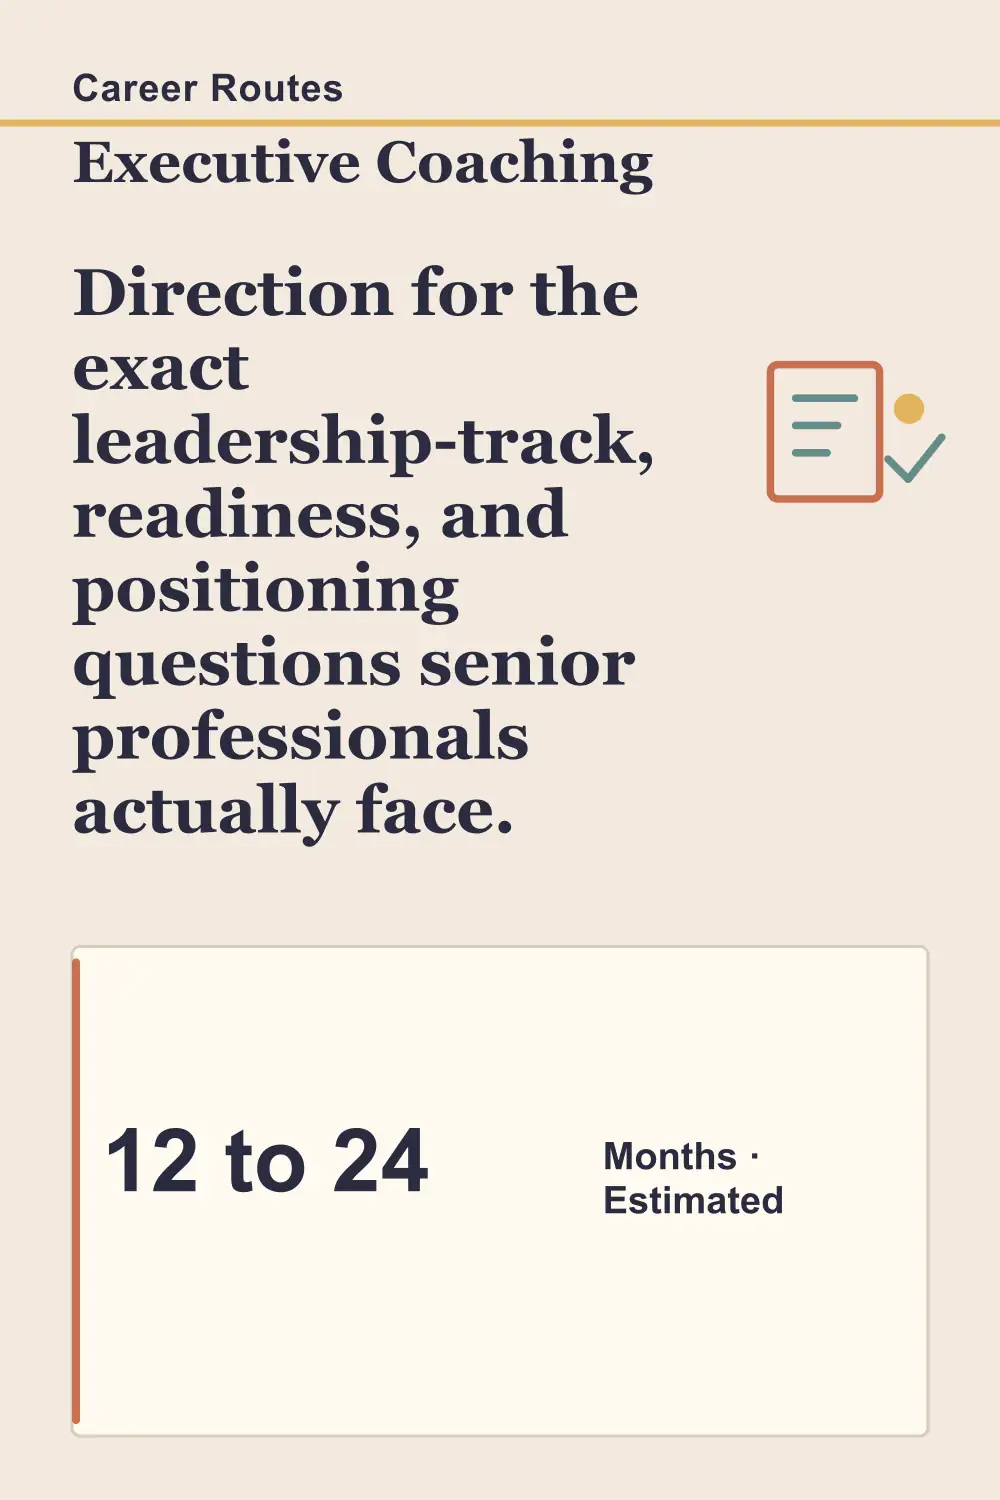 Career Routes
Executive Coaching
Direction for the
exact
leadership-track,
readiness, and
positioning
questions senior
professionals
actually face.
12 to 24
Months ·
Estimated